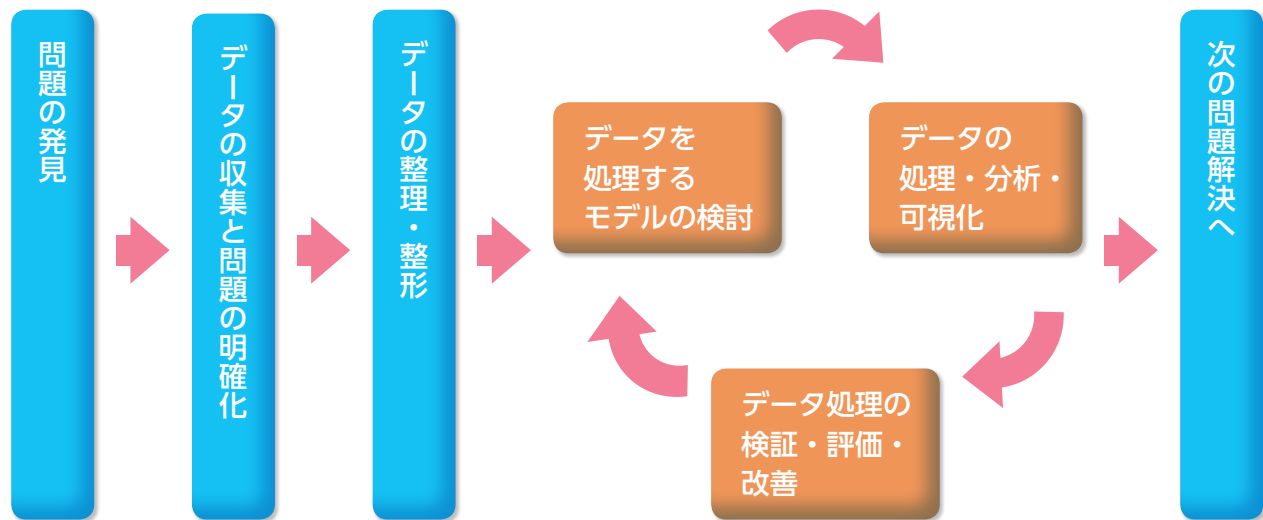 問題の発見
データの収集と問題の明確化
データの整理・整形
データを
処理する
モデルの検討
データの
処理・分析・
可視化
データ処理の
検証・評価・
改善
次の問題解決へ